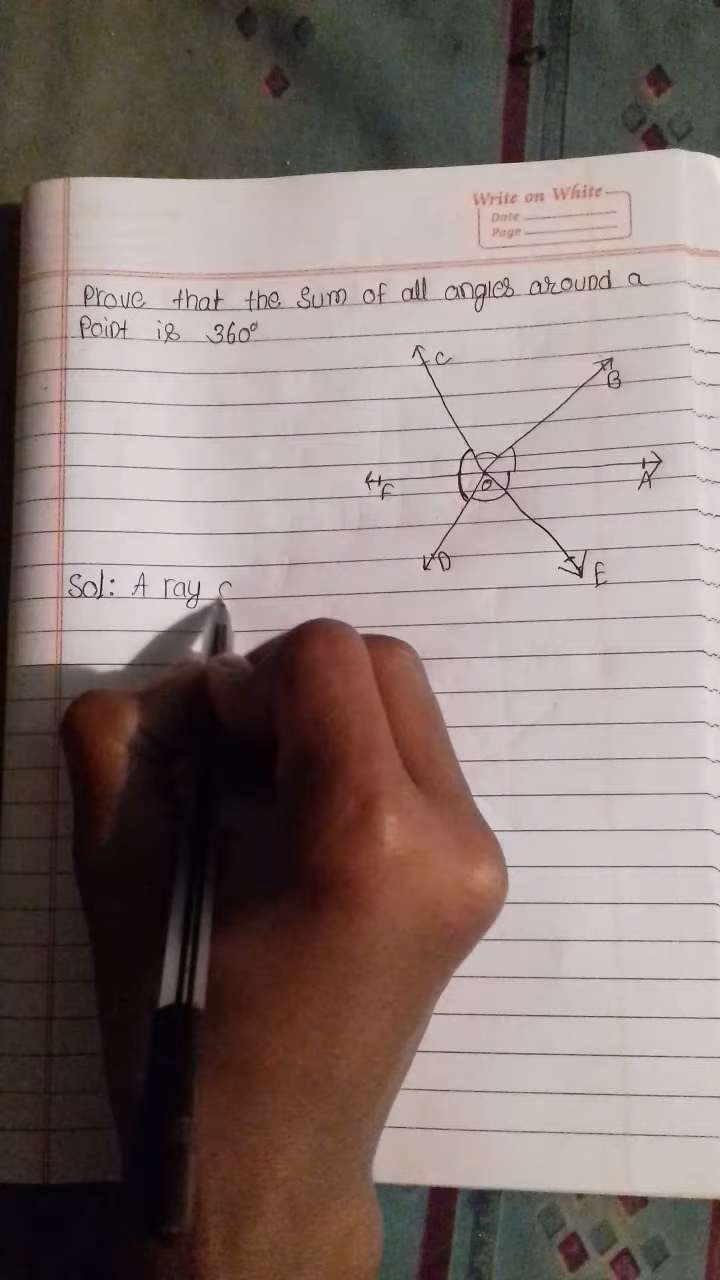 Write on White
Date
Page
Prove that the Sum of all angles around a
Point is 360°
C
B
A
O
F
D
E
Sol: A ray